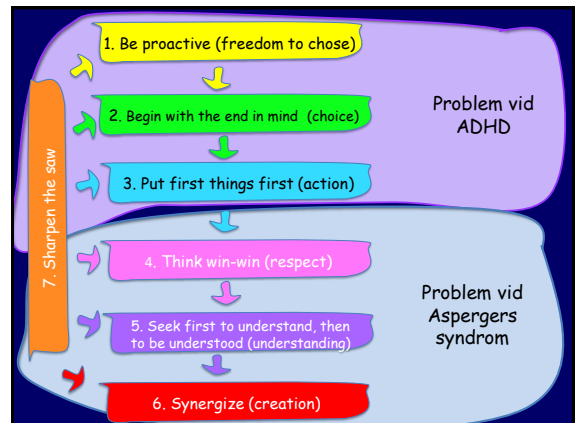 1. Be proactive (freedom to chose)
2. Begin with the end in mind (choice)
3. Put first things first (action)
Problem vid
ADHD
7. Sharpen the saw
4. Think win-win (respect)
5. Seek first to understand, then
to be understood (understanding)
6. Synergize (creation)
Problem vid
Aspergers
syndrom